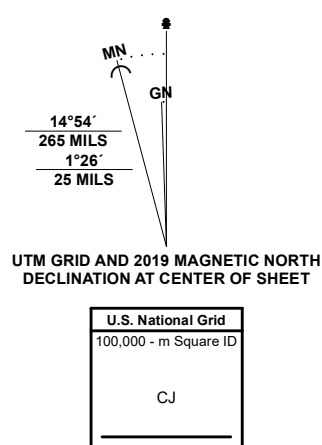 MN
GN
14°54´
265 MILS
1°26´
25 MILS
UTM GRID AND 2019 MAGNETIC NORTH
DECLINATION AT CENTER OF SHEET
U.S. National Grid
100,000 - m Square ID
CJ